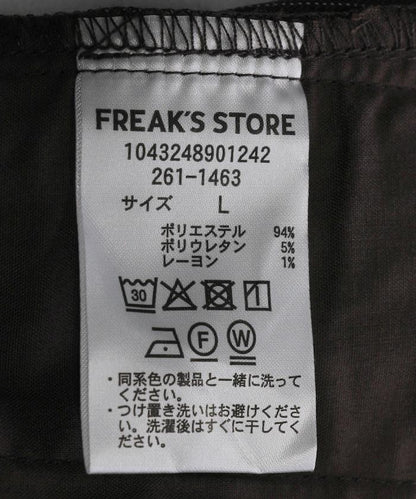 FREAK'S STORE
1043248901242
261-1463
サイズ L
ポリエステル 94%
ポリウレタン 5%
レーヨン 1%
30
F W
・同系色の製品と一緒に洗って
ください。
・つけ置き洗いはお避けくださ
い。洗濯後はすぐに干してく
ださい。